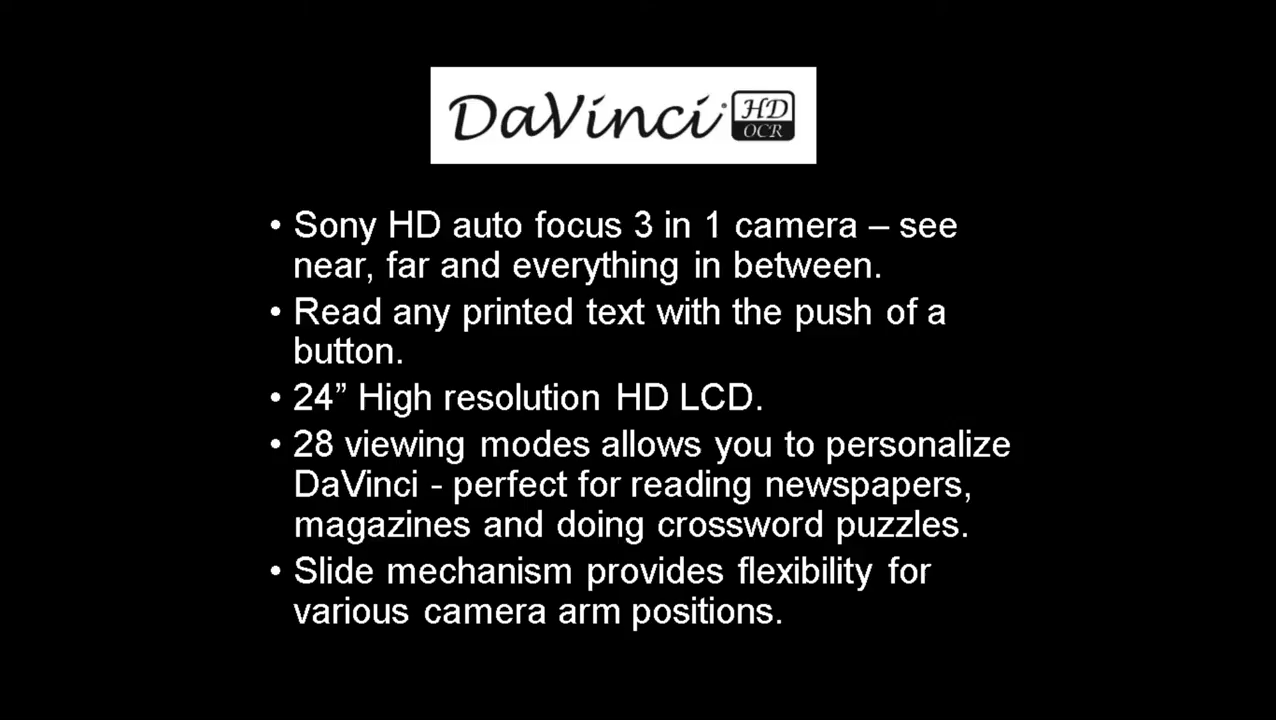 DaVinci HD
OCR
• Sony HD auto focus 3 in 1 camera – see
near, far and everything in between.
• Read any printed text with the push of a
button.
• 24” High resolution HD LCD.
• 28 viewing modes allows you to personalize
DaVinci - perfect for reading newspapers,
magazines and doing crossword puzzles.
• Slide mechanism provides flexibility for
various camera arm positions.